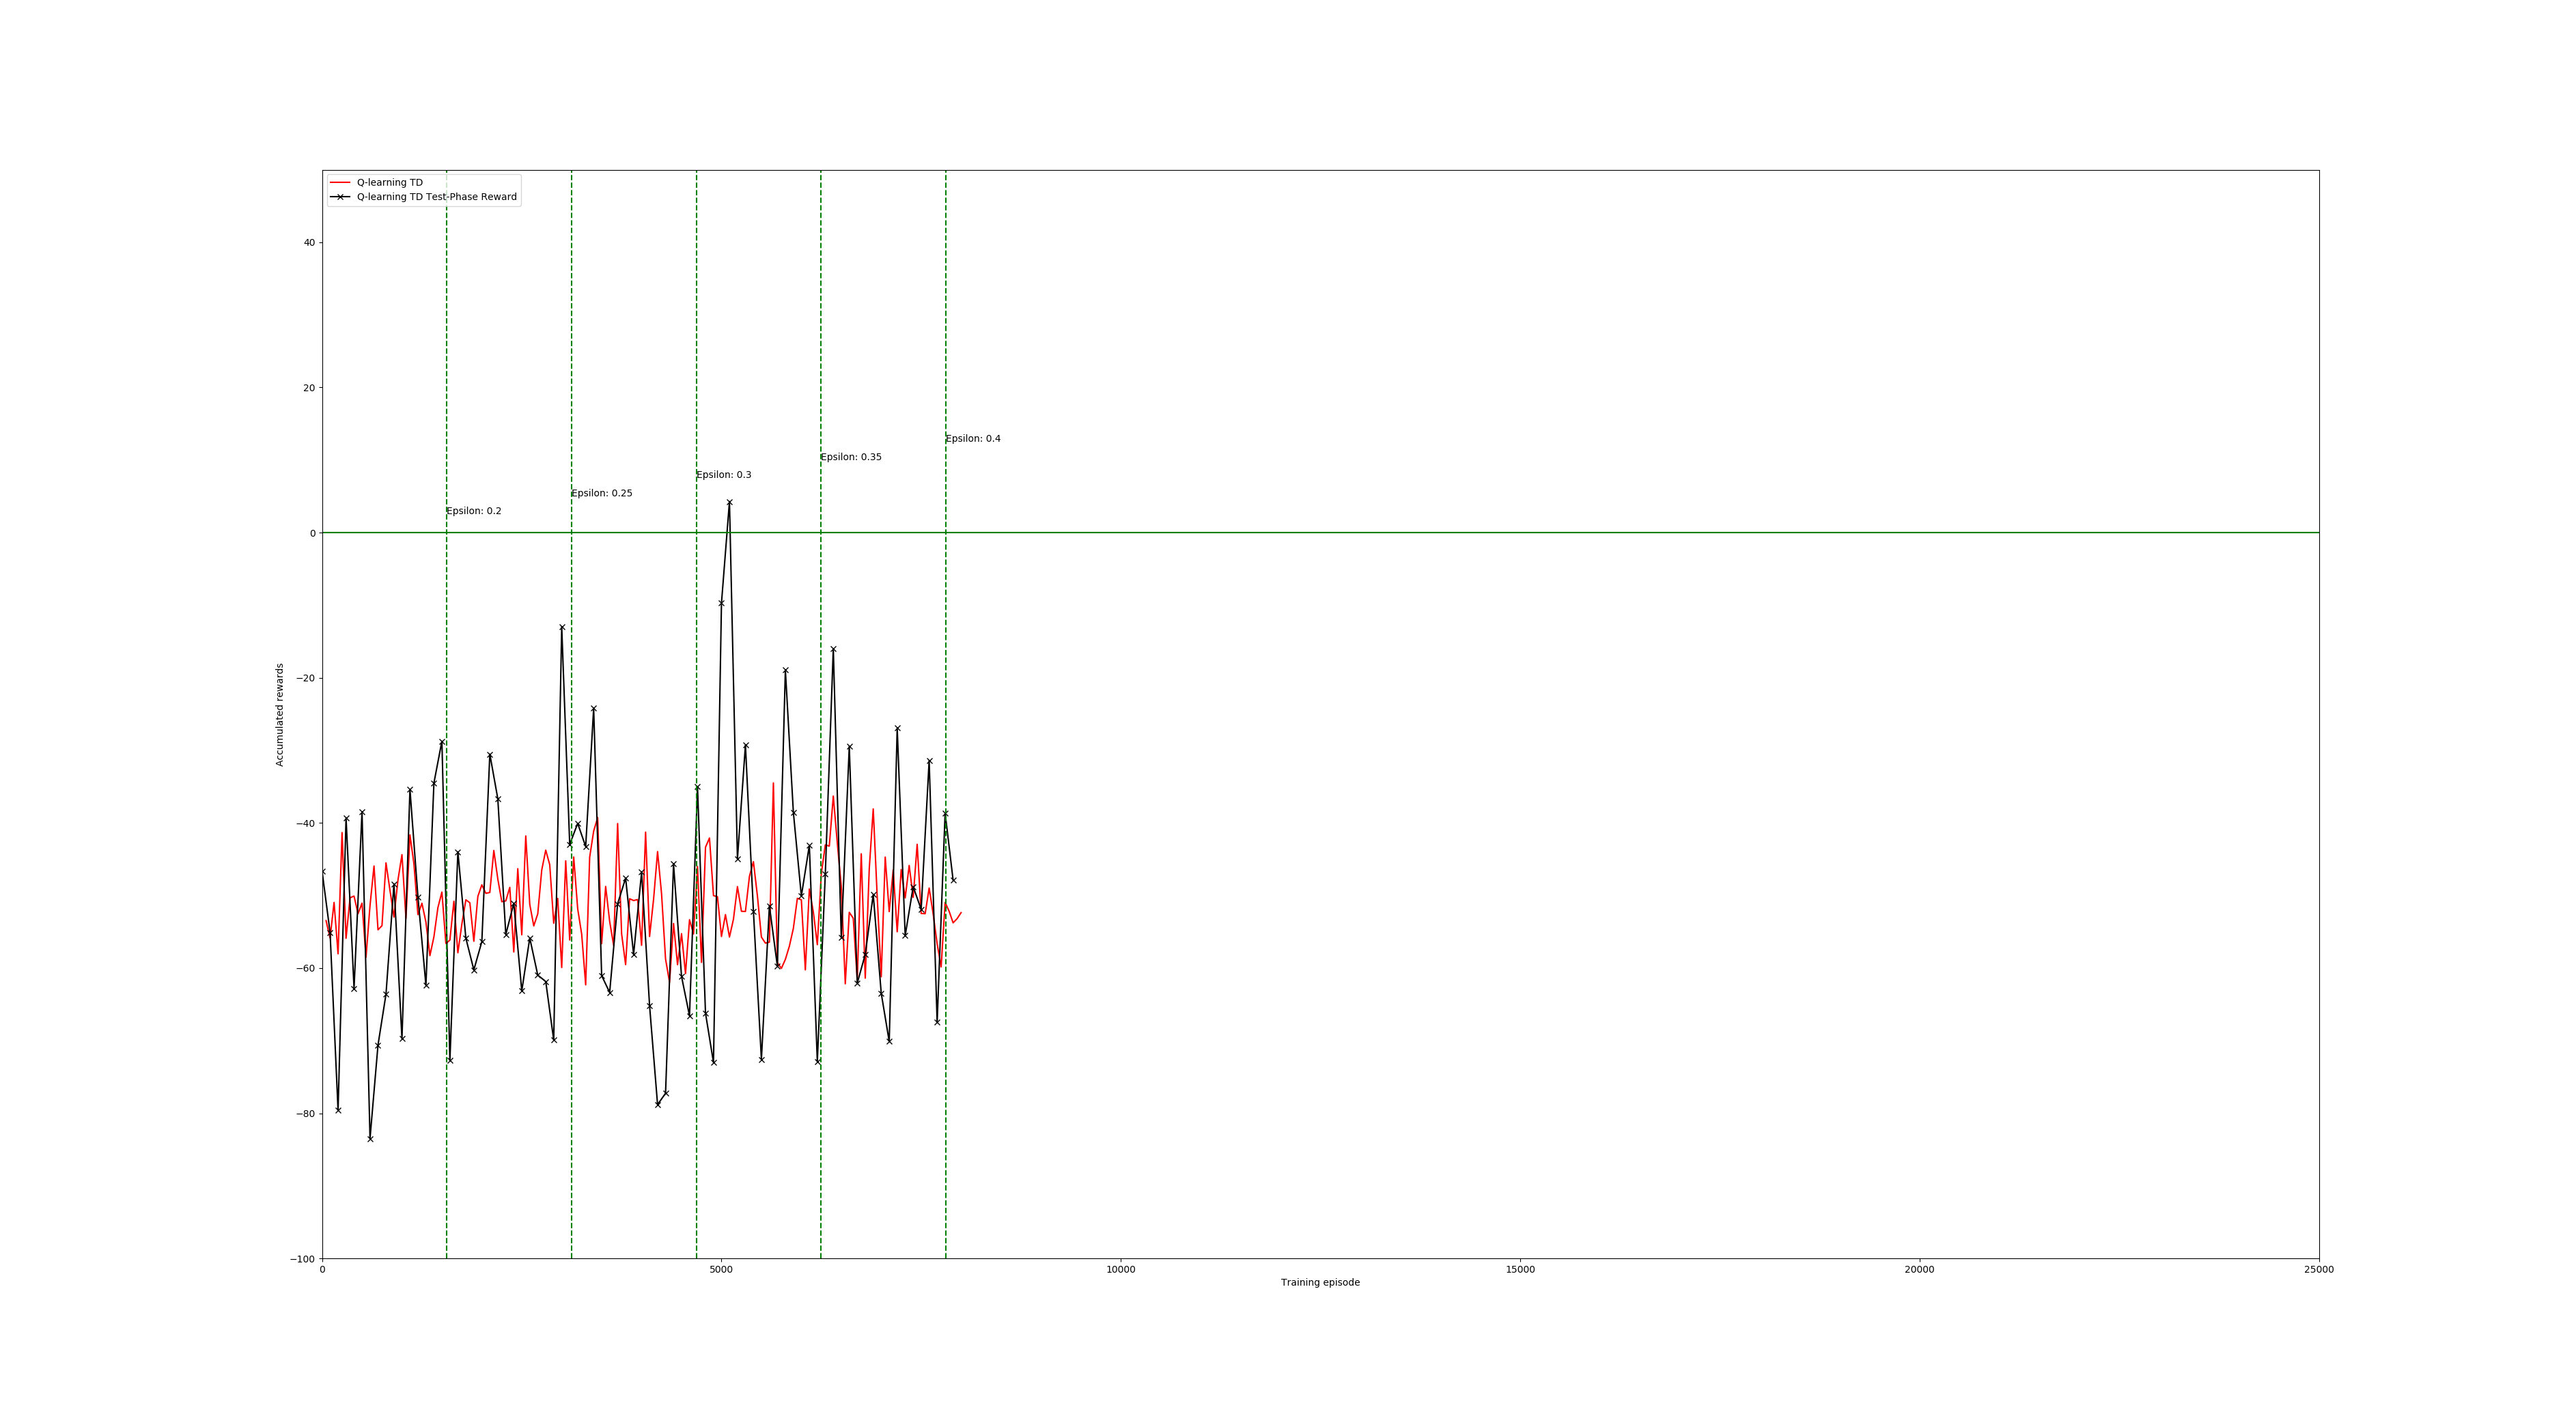 Q-learning TD
Q-learning TD Test-Phase Reward
40
20
0
−20
−40
−60
−80
−100
Accumulated rewards
Epsilon: 0.2
Epsilon: 0.25
Epsilon: 0.3
Epsilon: 0.35
Epsilon: 0.4
0
5000
10000
15000
20000
25000
Training episode